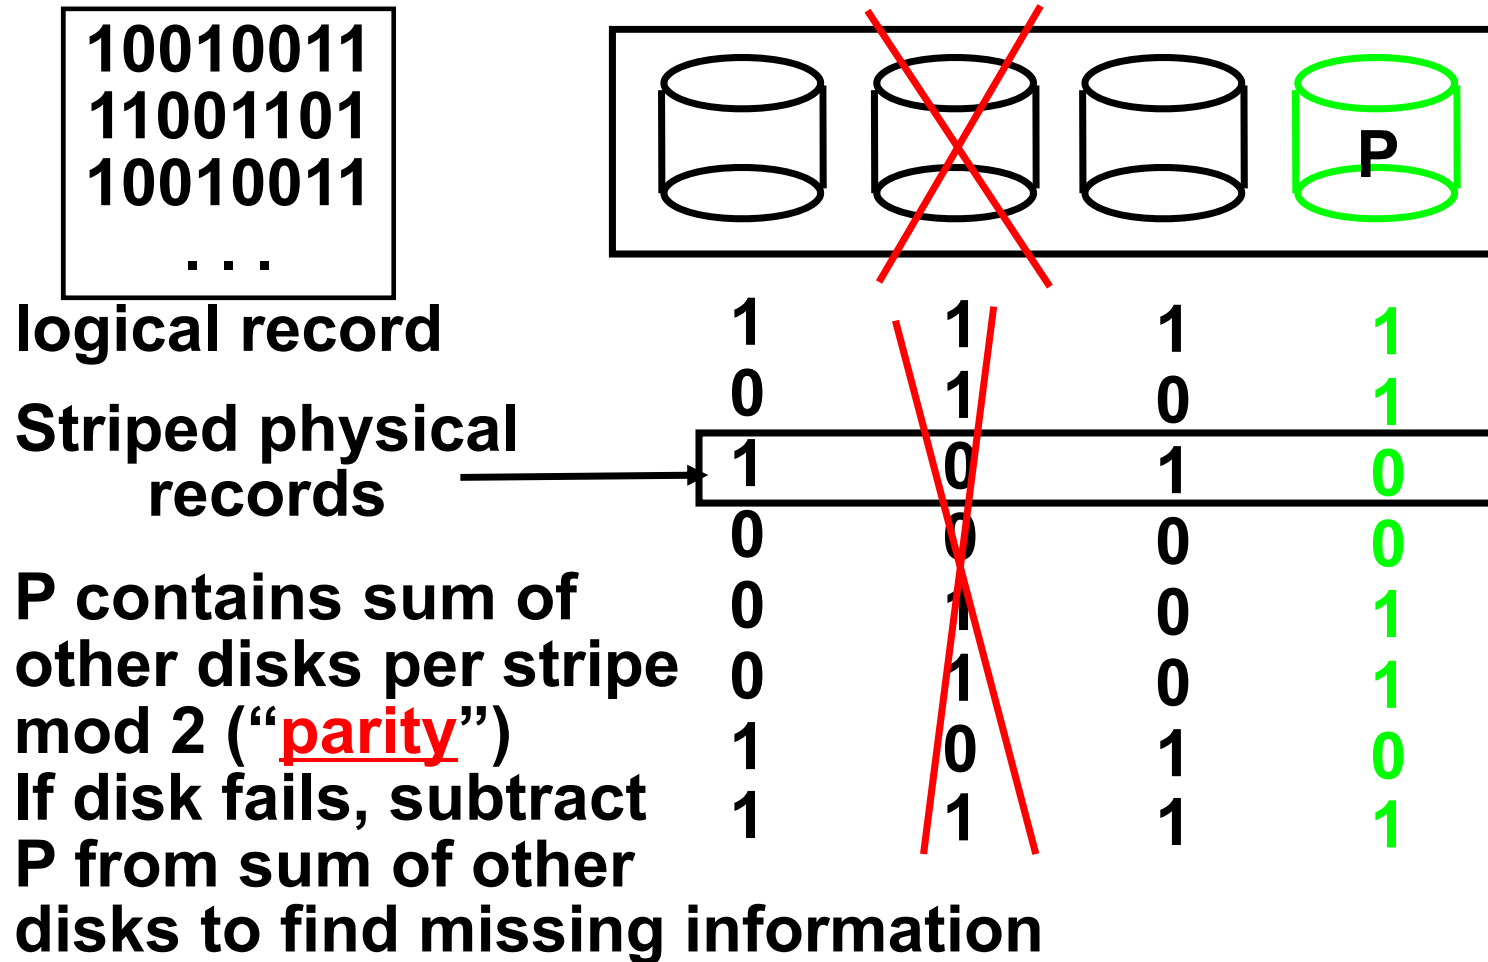 10010011
11001101
10010011
. . .
logical record
Striped physical
records
P contains sum of
other disks per stripe
mod 2 (“parity”)
If disk fails, subtract
P from sum of other
disks to find missing information
P
1 1 1 1
0 1 0 1
1 0 1 0
0 0 0 0
0 1 0 1
0 1 0 1
1 0 1 0
1 1 1 1